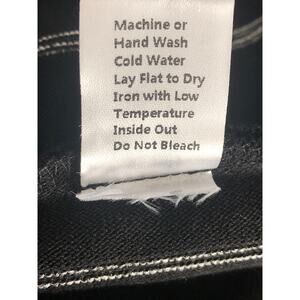 Machine or
Hand Wash
Cold Water
Lay Flat to Dry
Iron with Low
Temperature
Inside Out
Do Not Bleach